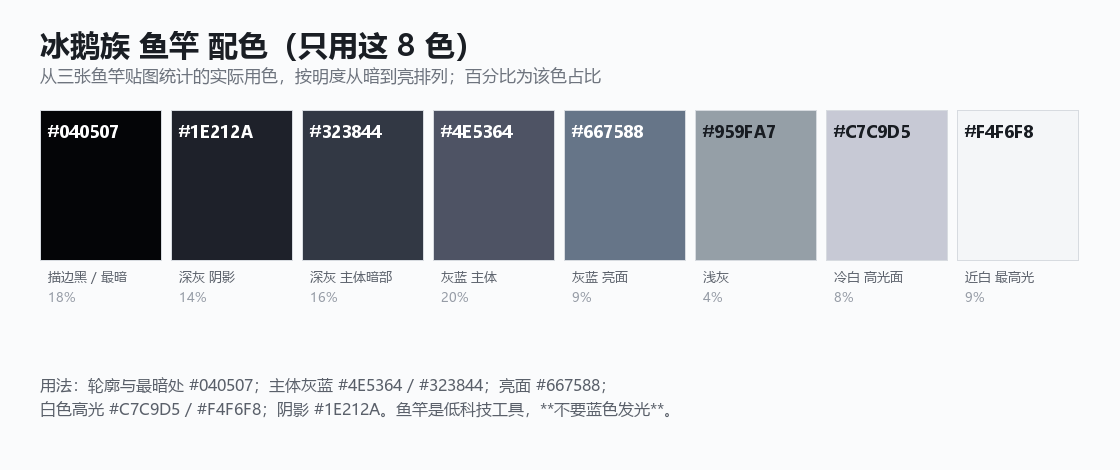 冰鹅族 鱼竿 配色（只用这 8 色）
从三张鱼竿贴图统计的实际用色，按明度从暗到亮排列；百分比为该色占比
#040507 #1E212A #323844 #4E5364 #667588 #959FA7 #C7C9D5 #F4F6F8
描边黑 / 最暗 深灰 阴影 深灰 主体暗部 灰蓝 主体 灰蓝 亮面 浅灰 冷白 高光面 近白 最高光
18% 14% 16% 20% 9% 4% 8% 9%
用法：轮廓与最暗处 #040507；主体灰蓝 #4E5364 / #323844；亮面 #667588；
白色高光 #C7C9D5 / #F4F6F8；阴影 #1E212A。鱼竿是低科技工具，**不要蓝色发光**。